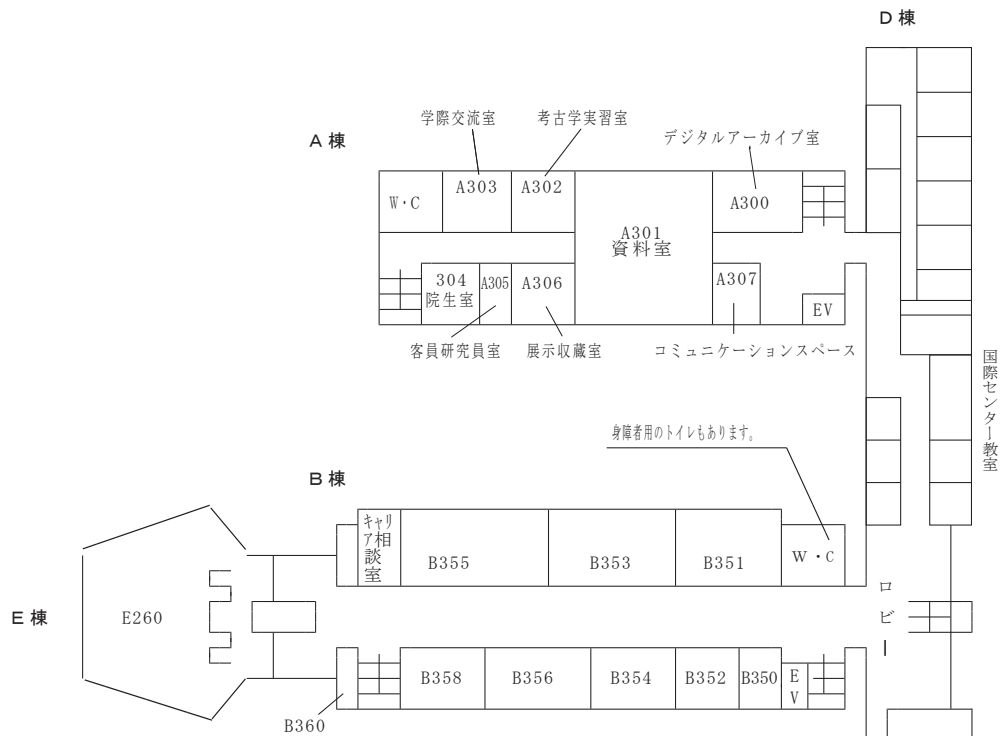 D棟
学際交流室
考古学実習室
デジタルアーカイブ室
A棟
W・C
A303
A302
A301
資料室
A300
304
院生室
A305
A306
A307
EV
客員研究員室
展示収蔵室
コミュニケーションスペース
国際センター教室
身障者用のトイレもあります。
B棟
キャリ
ア相
談
室
B355
B353
B351
W・C
ロビー
E棟
E260
B358
B356
B354
B352
B350
EV
B360